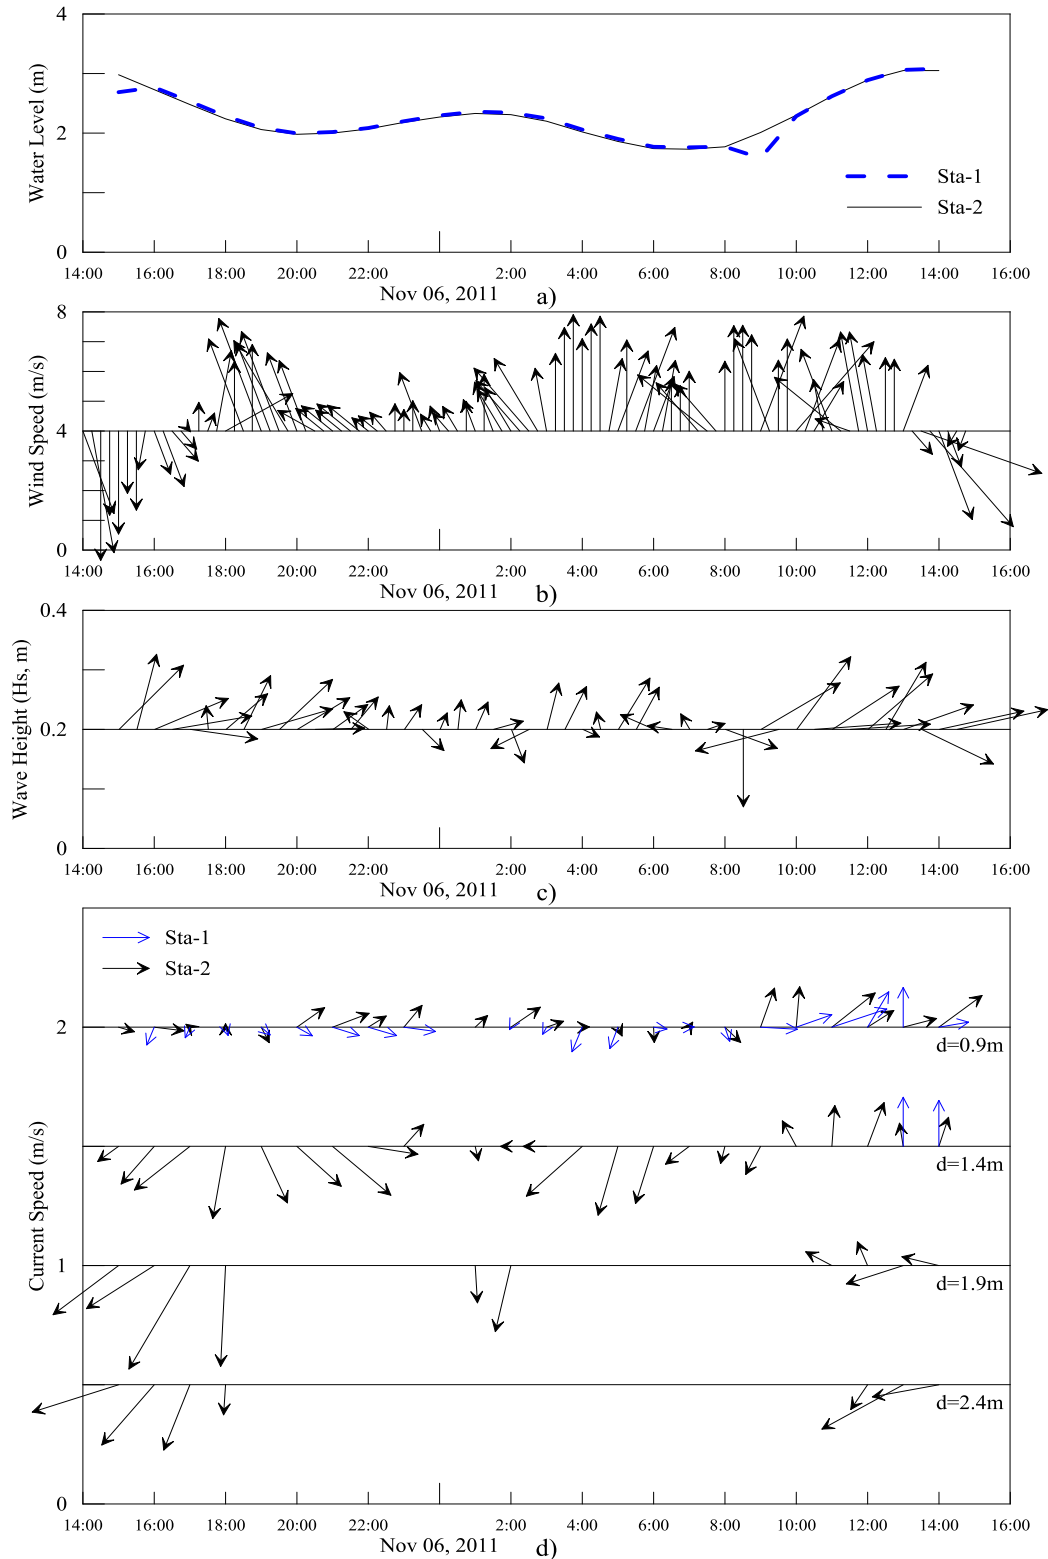 4
Water Level (m)
2
Sta-1
Sta-2
0
14:00 16:00 18:00 20:00 22:00 2:00 4:00 6:00 8:00 10:00 12:00 14:00 16:00
Nov 06, 2011
a)
8
Wind Speed (m/s)
4
0
14:00 16:00 18:00 20:00 22:00 2:00 4:00 6:00 8:00 10:00 12:00 14:00 16:00
Nov 06, 2011
b)
0.4
Wave Height (Hs, m)
0.2
0
14:00 16:00 18:00 20:00 22:00 2:00 4:00 6:00 8:00 10:00 12:00 14:00 16:00
Nov 06, 2011
c)
Sta-1
Sta-2
2
d=0.9m
Current Speed (m/s)
d=1.4m
1
d=1.9m
d=2.4m
0
14:00 16:00 18:00 20:00 22:00 2:00 4:00 6:00 8:00 10:00 12:00 14:00 16:00
Nov 06, 2011
d)